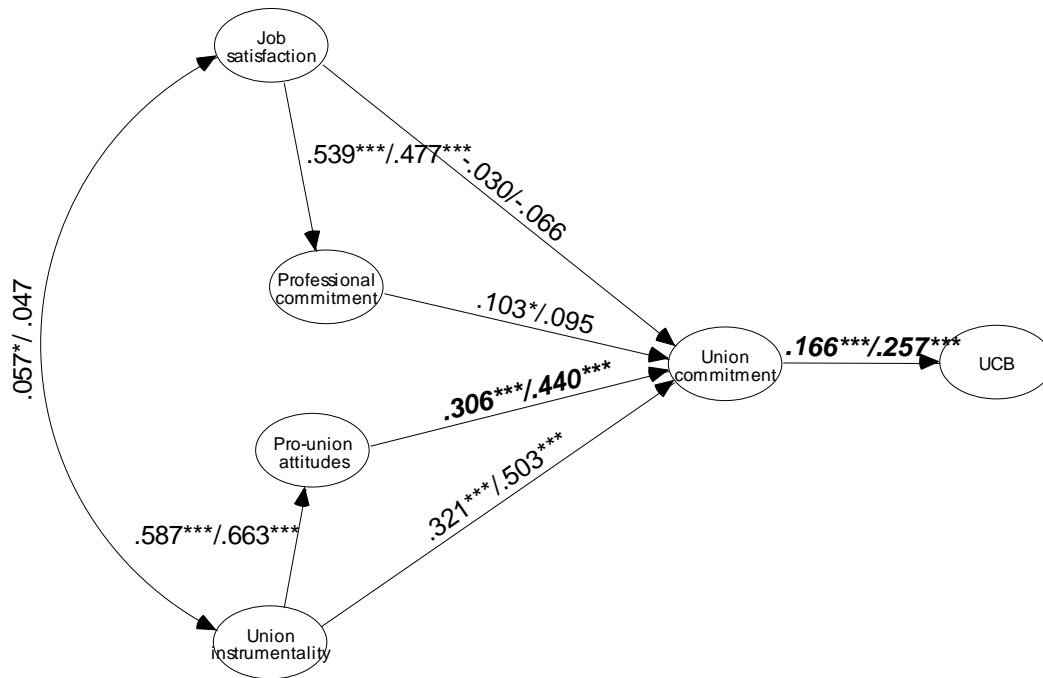 Job
satisfaction
.539***/.477***
-.030/-.066
.057*/ .047
Professional
commitment
.103*/.095
Union
commitment
.166***/.257***
UCB
.306***/.440***
Pro-union
attitudes
.321***/.503***
.587***/.663***
Union
instrumentality